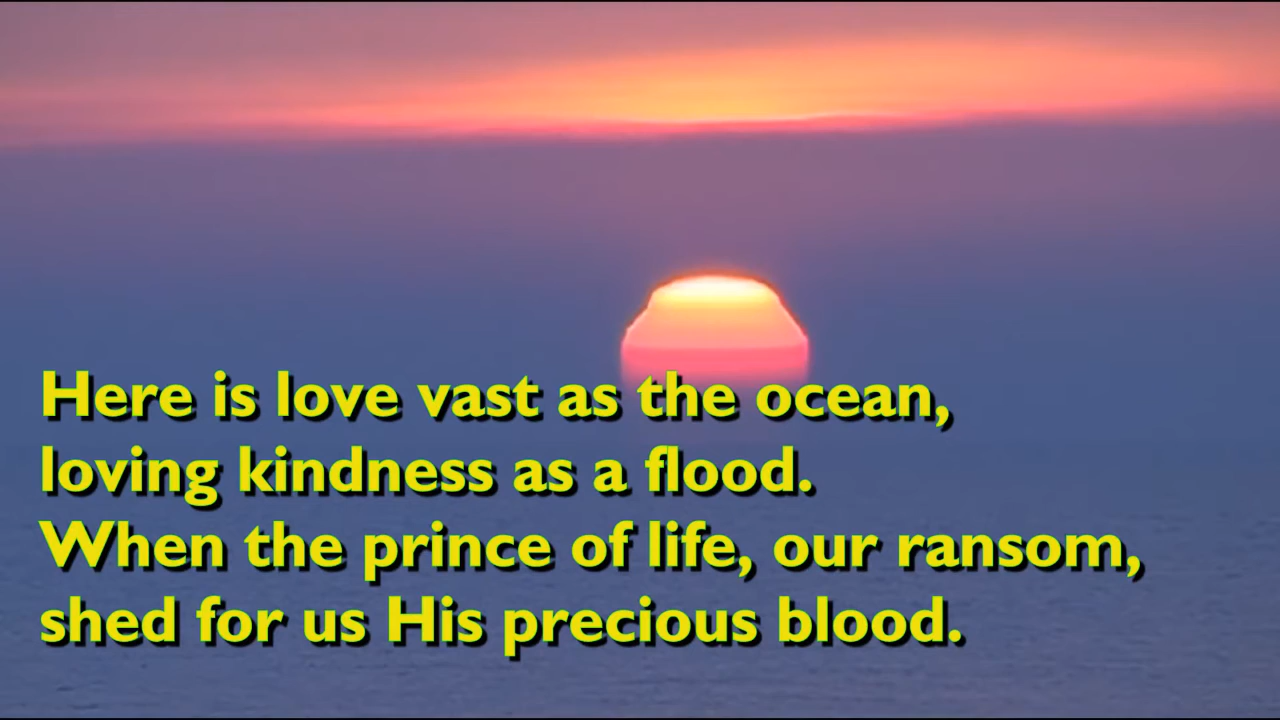 Here is love vast as the ocean,
loving kindness as a flood.
When the prince of life, our ransom,
shed for us His precious blood.